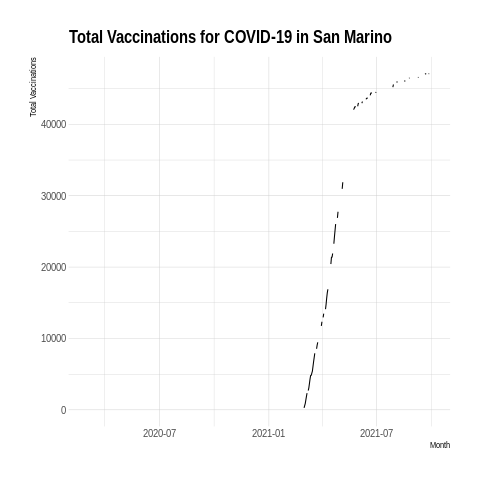 Total Vaccinations for COVID-19 in San Marino
Total Vaccinations
40000
30000
20000
10000
0
2020-07 2021-01 2021-07
Month